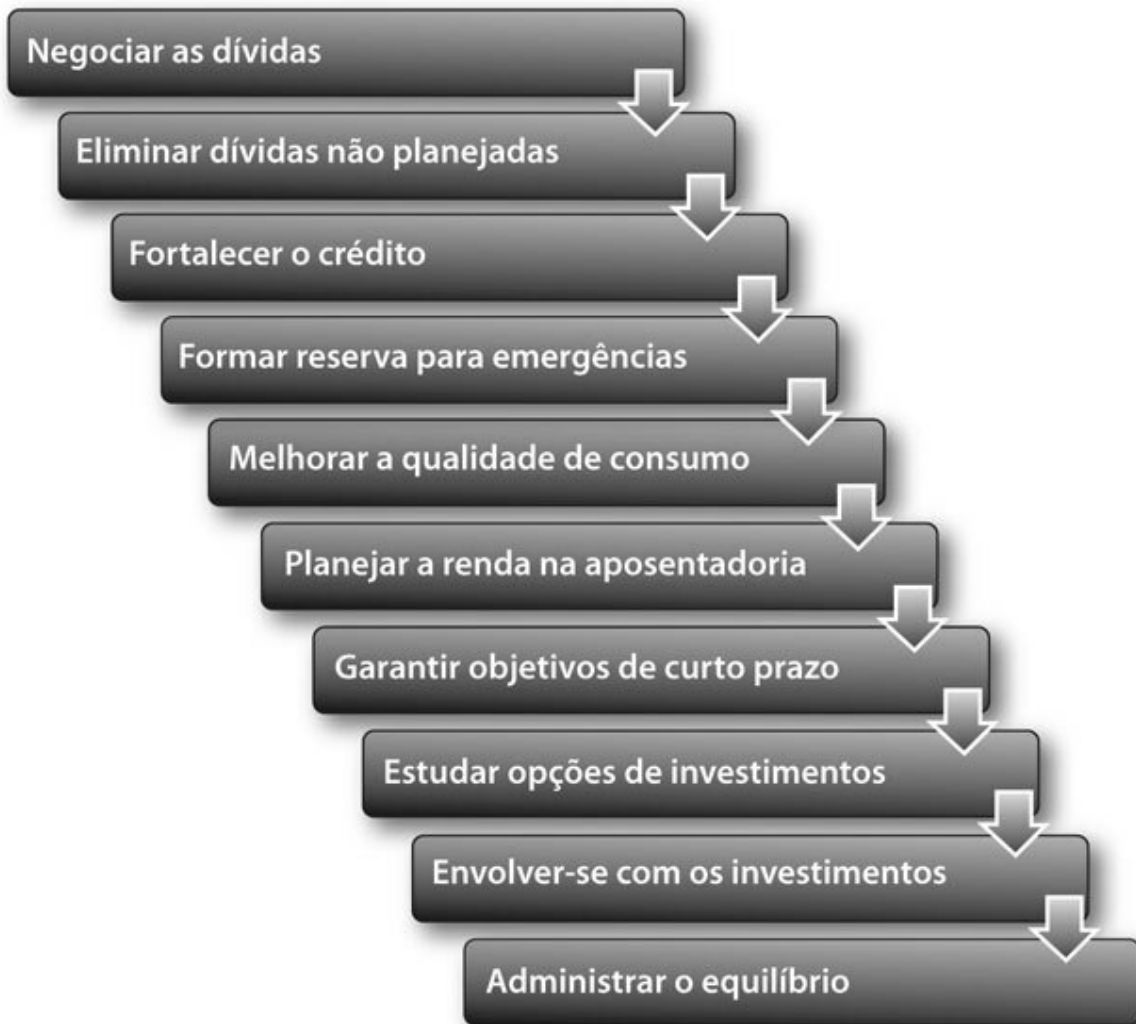 Negociar as dívidas
Eliminar dívidas não planejadas
Fortalecer o crédito
Formar reserva para emergências
Melhorar a qualidade de consumo
Planejar a renda na aposentadoria
Garantir objetivos de curto prazo
Estudar opções de investimentos
Envolver-se com os investimentos
Administrar o equilíbrio